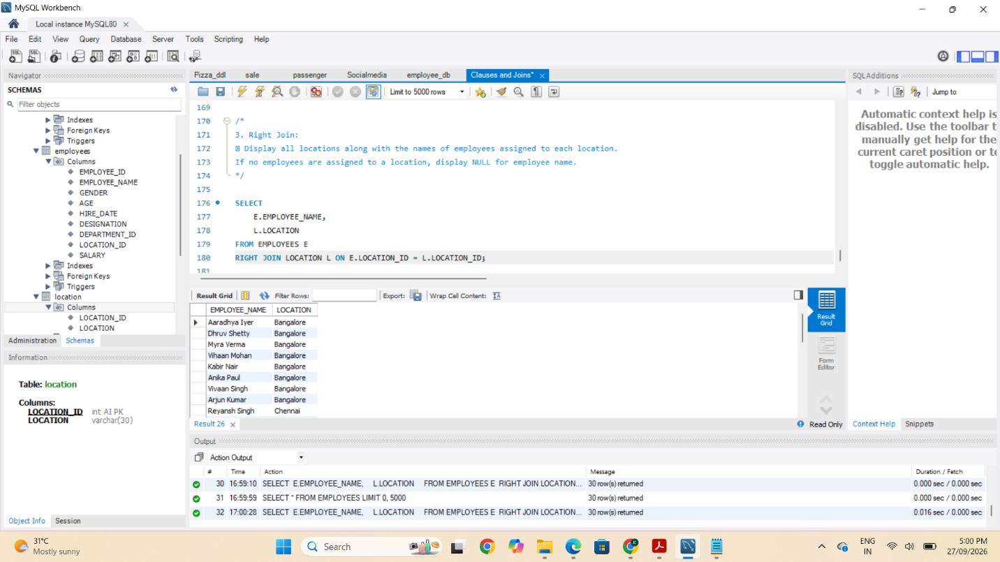 MySQL Workbench
Local instance MySQL80
File Edit View Query Database Server Tools Scripting Help
Navigator
SCHEMAS
Filter objects
Indexes
Foreign Keys
Triggers
employees
Columns
EMPLOYEE_ID
EMPLOYEE_NAME
GENDER
AGE
HIRE_DATE
DESIGNATION
DEPARTMENT_ID
LOCATION_ID
SALARY
Indexes
Foreign Keys
Triggers
location
Columns
LOCATION_ID
LOCATION
Administration Schemas
Information
Table: location
Columns:
LOCATION_ID int AI PK
LOCATION varchar(30)
Object Info Session
Pizza_ddl sale passenger Socialmedia employee_db Clauses and Joins*
Limit to 5000 rows
169
170 /*
171 3. Right Join:
172 Display all locations along with the names of employees assigned to each location.
173 If no employees are assigned to a location, display NULL for employee name.
174 */
175
176 SELECT
177 E.EMPLOYEE_NAME,
178 L.LOCATION
179 FROM EMPLOYEES E
180 RIGHT JOIN LOCATION L ON E.LOCATION_ID = L.LOCATION_ID;
181
Result Grid Filter Rows: Export: Wrap Cell Content:
EMPLOYEE_NAME LOCATION
Aaradhya Iyer Bangalore
Dhruv Shetty Bangalore
Myra Verma Bangalore
Vihaan Mohan Bangalore
Kabir Nair Bangalore
Anika Paul Bangalore
Vivaan Singh Bangalore
Arjun Kumar Bangalore
Reyansh Singh Chennai
Result Grid
Form Editor
Result 26
Read Only
SQLAdditions
Jump to
Automatic context help is
disabled. Use the toolbar t
manually get help for the
current caret position or to
toggle automatic help.
Context Help Snippets
Output
Action Output
# Time Action Message Duration / Fetch
30 16:59:10 SELECT E.EMPLOYEE_NAME, L.LOCATION FROM EMPLOYEES E RIGHT JOIN LOCATION... 30 row(s) returned 0.000 sec / 0.000 sec
31 16:59:59 SELECT * FROM EMPLOYEES LIMIT 0, 5000 30 row(s) returned 0.000 sec / 0.000 sec
32 17:00:28 SELECT E.EMPLOYEE_NAME, L.LOCATION FROM EMPLOYEES E RIGHT JOIN LOCATION... 30 row(s) returned 0.016 sec / 0.000 sec
31°C
Mostly sunny
Search
ENG
IN
5:00 PM
27/09/2026